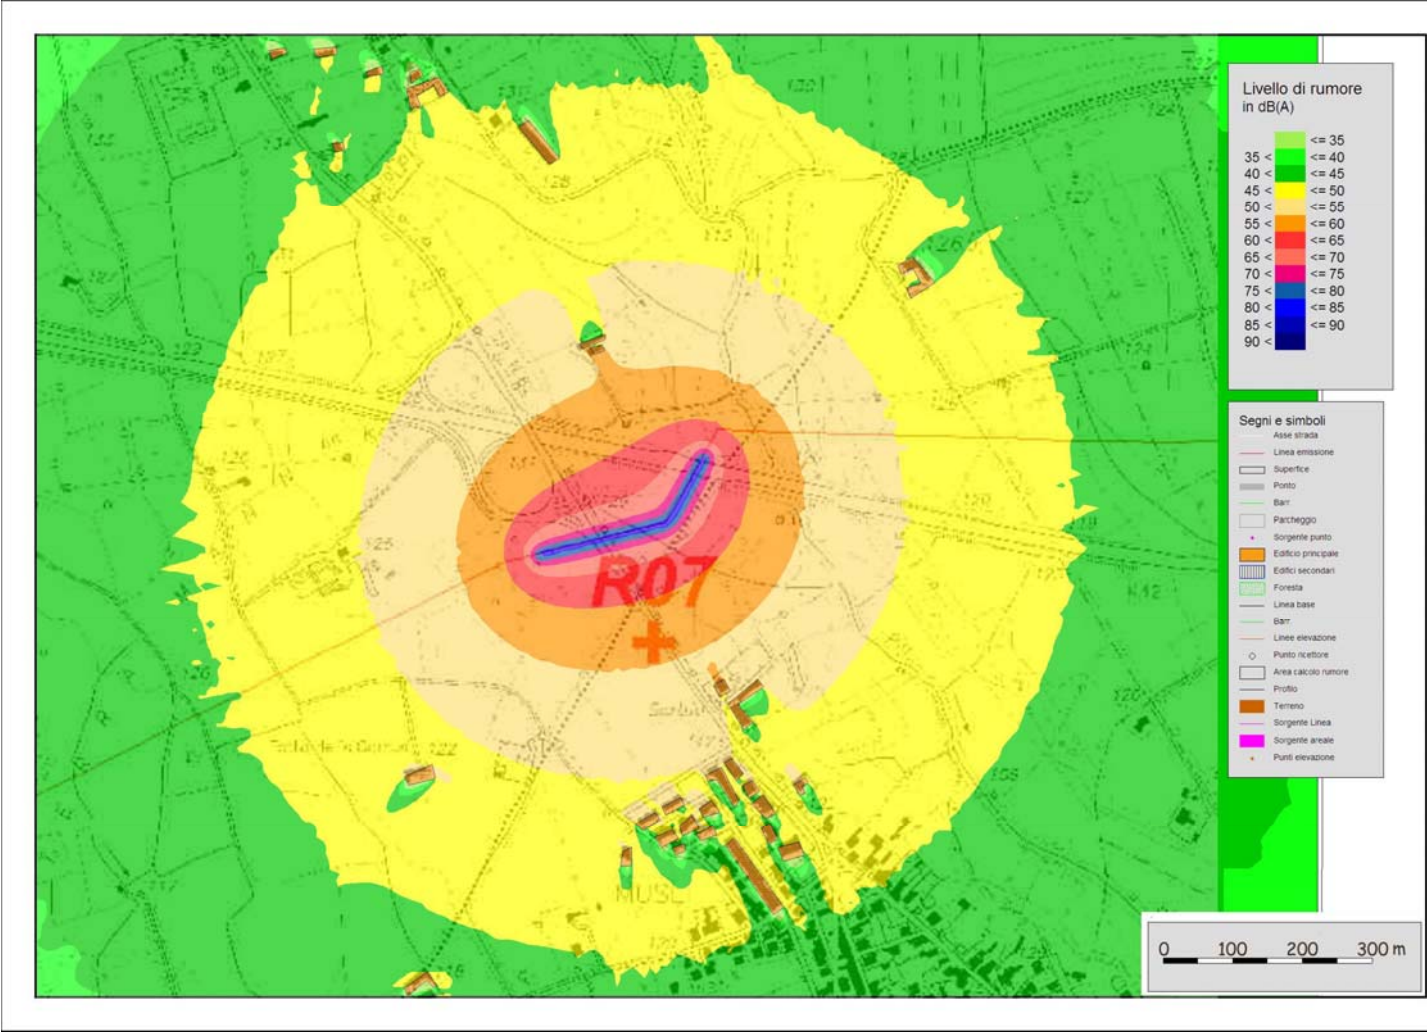 Livello di rumore
in dB(A)
<= 35
35 < <= 40
40 < <= 45
45 < <= 50
50 < <= 55
55 < <= 60
60 < <= 65
65 < <= 70
70 < <= 75
75 < <= 80
80 < <= 85
85 < <= 90
90 <
Segni e simboli
Asse strada
Linea emissione
Superfice
Ponto
Barr.
Parcheggio
Sorgente punto
Edificio principale
Edifici secondari
Foresta
Linea base
Barr.
Linee elevazione
Punto ricettore
Area calcolo rumore
Profilo
Terreno
Sorgente Linea
Sorgente areale
Punti elevazione
R07
115
122
0 100 200 300 m